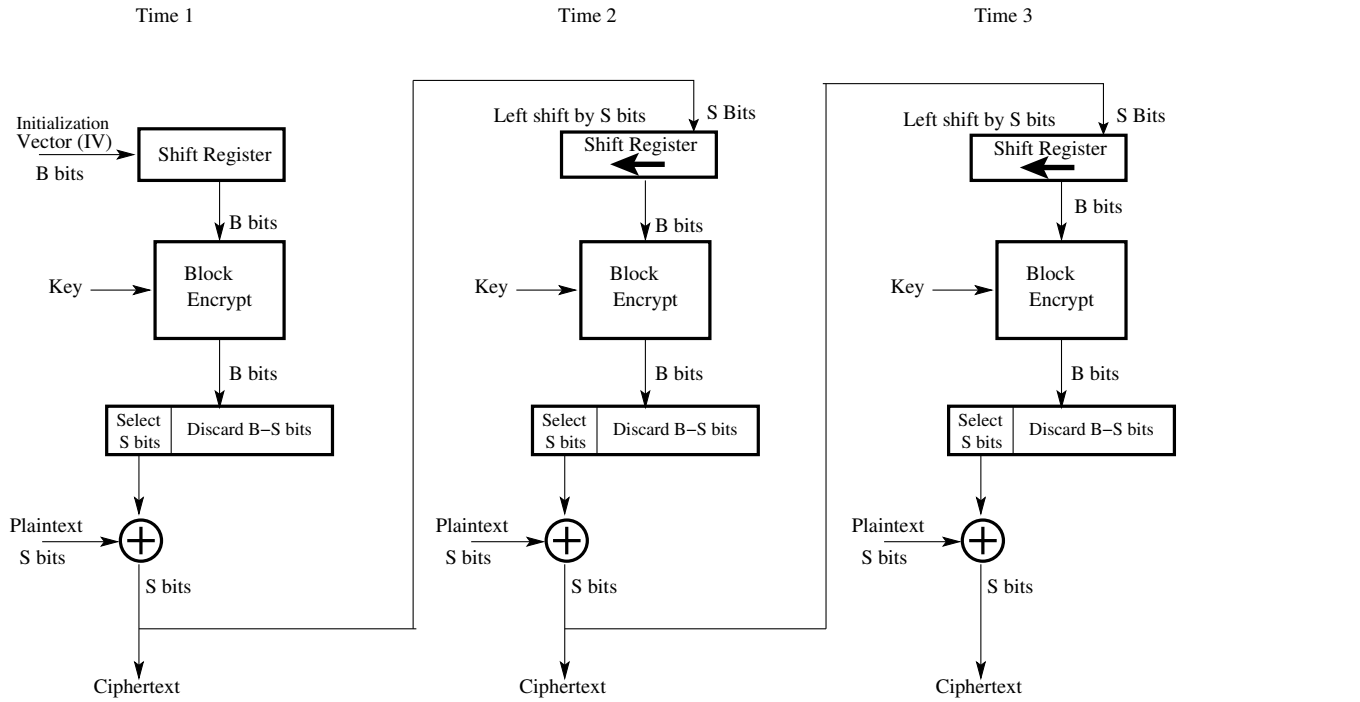 Time 1
Time 2
Time 3
Initialization
Vector (IV)
B bits
Shift Register
Left shift by S bits
S Bits
Shift Register
Left shift by S bits
S Bits
Shift Register
B bits
B bits
B bits
Key
Block
Encrypt
Key
Block
Encrypt
Key
Block
Encrypt
B bits
B bits
B bits
Select
S bits
Discard B−S bits
Select
S bits
Discard B−S bits
Select
S bits
Discard B−S bits
Plaintext
S bits
Plaintext
S bits
Plaintext
S bits
S bits
S bits
S bits
Ciphertext
Ciphertext
Ciphertext